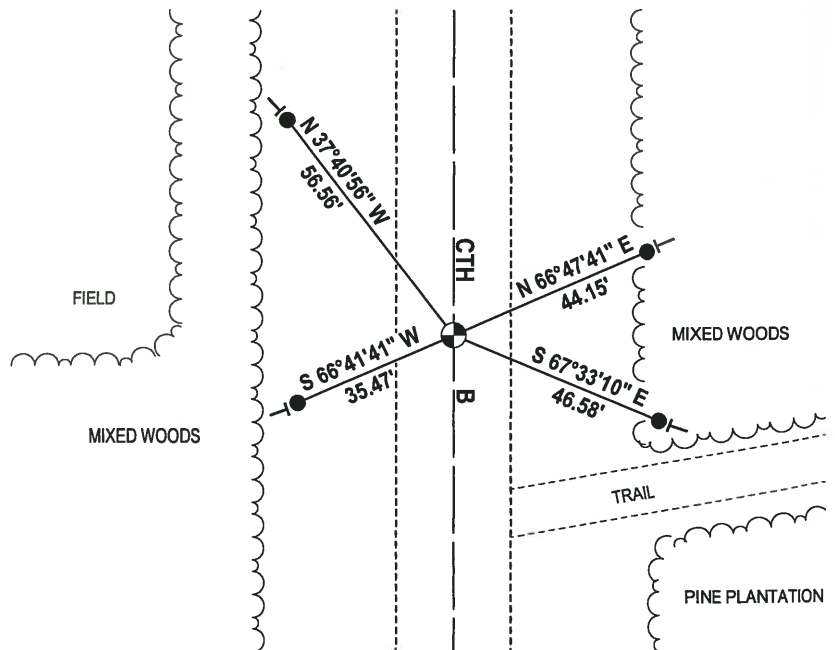 N 37°40'56" W
56.56'
CTH
N 66°47'41" E
44.15'
FIELD
MIXED WOODS
S 66°41'41" W
35.47'
S 67°33'10" E
46.58'
B
MIXED WOODS
TRAIL
PINE PLANTATION